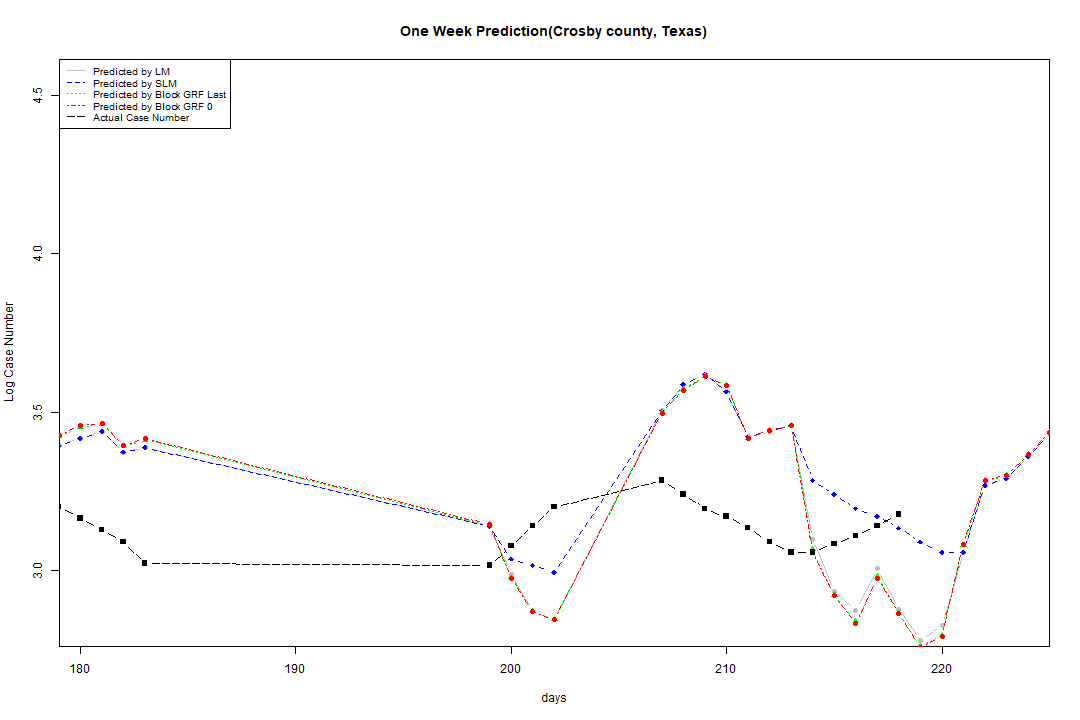 One Week Prediction(Crosby county, Texas)
Predicted by LM
Predicted by SLM
Predicted by Block GRF Last
Predicted by Block GRF 0
Actual Case Number
4.5
4.0
3.5
3.0
Log Case Number
180 190 200 210 220
days